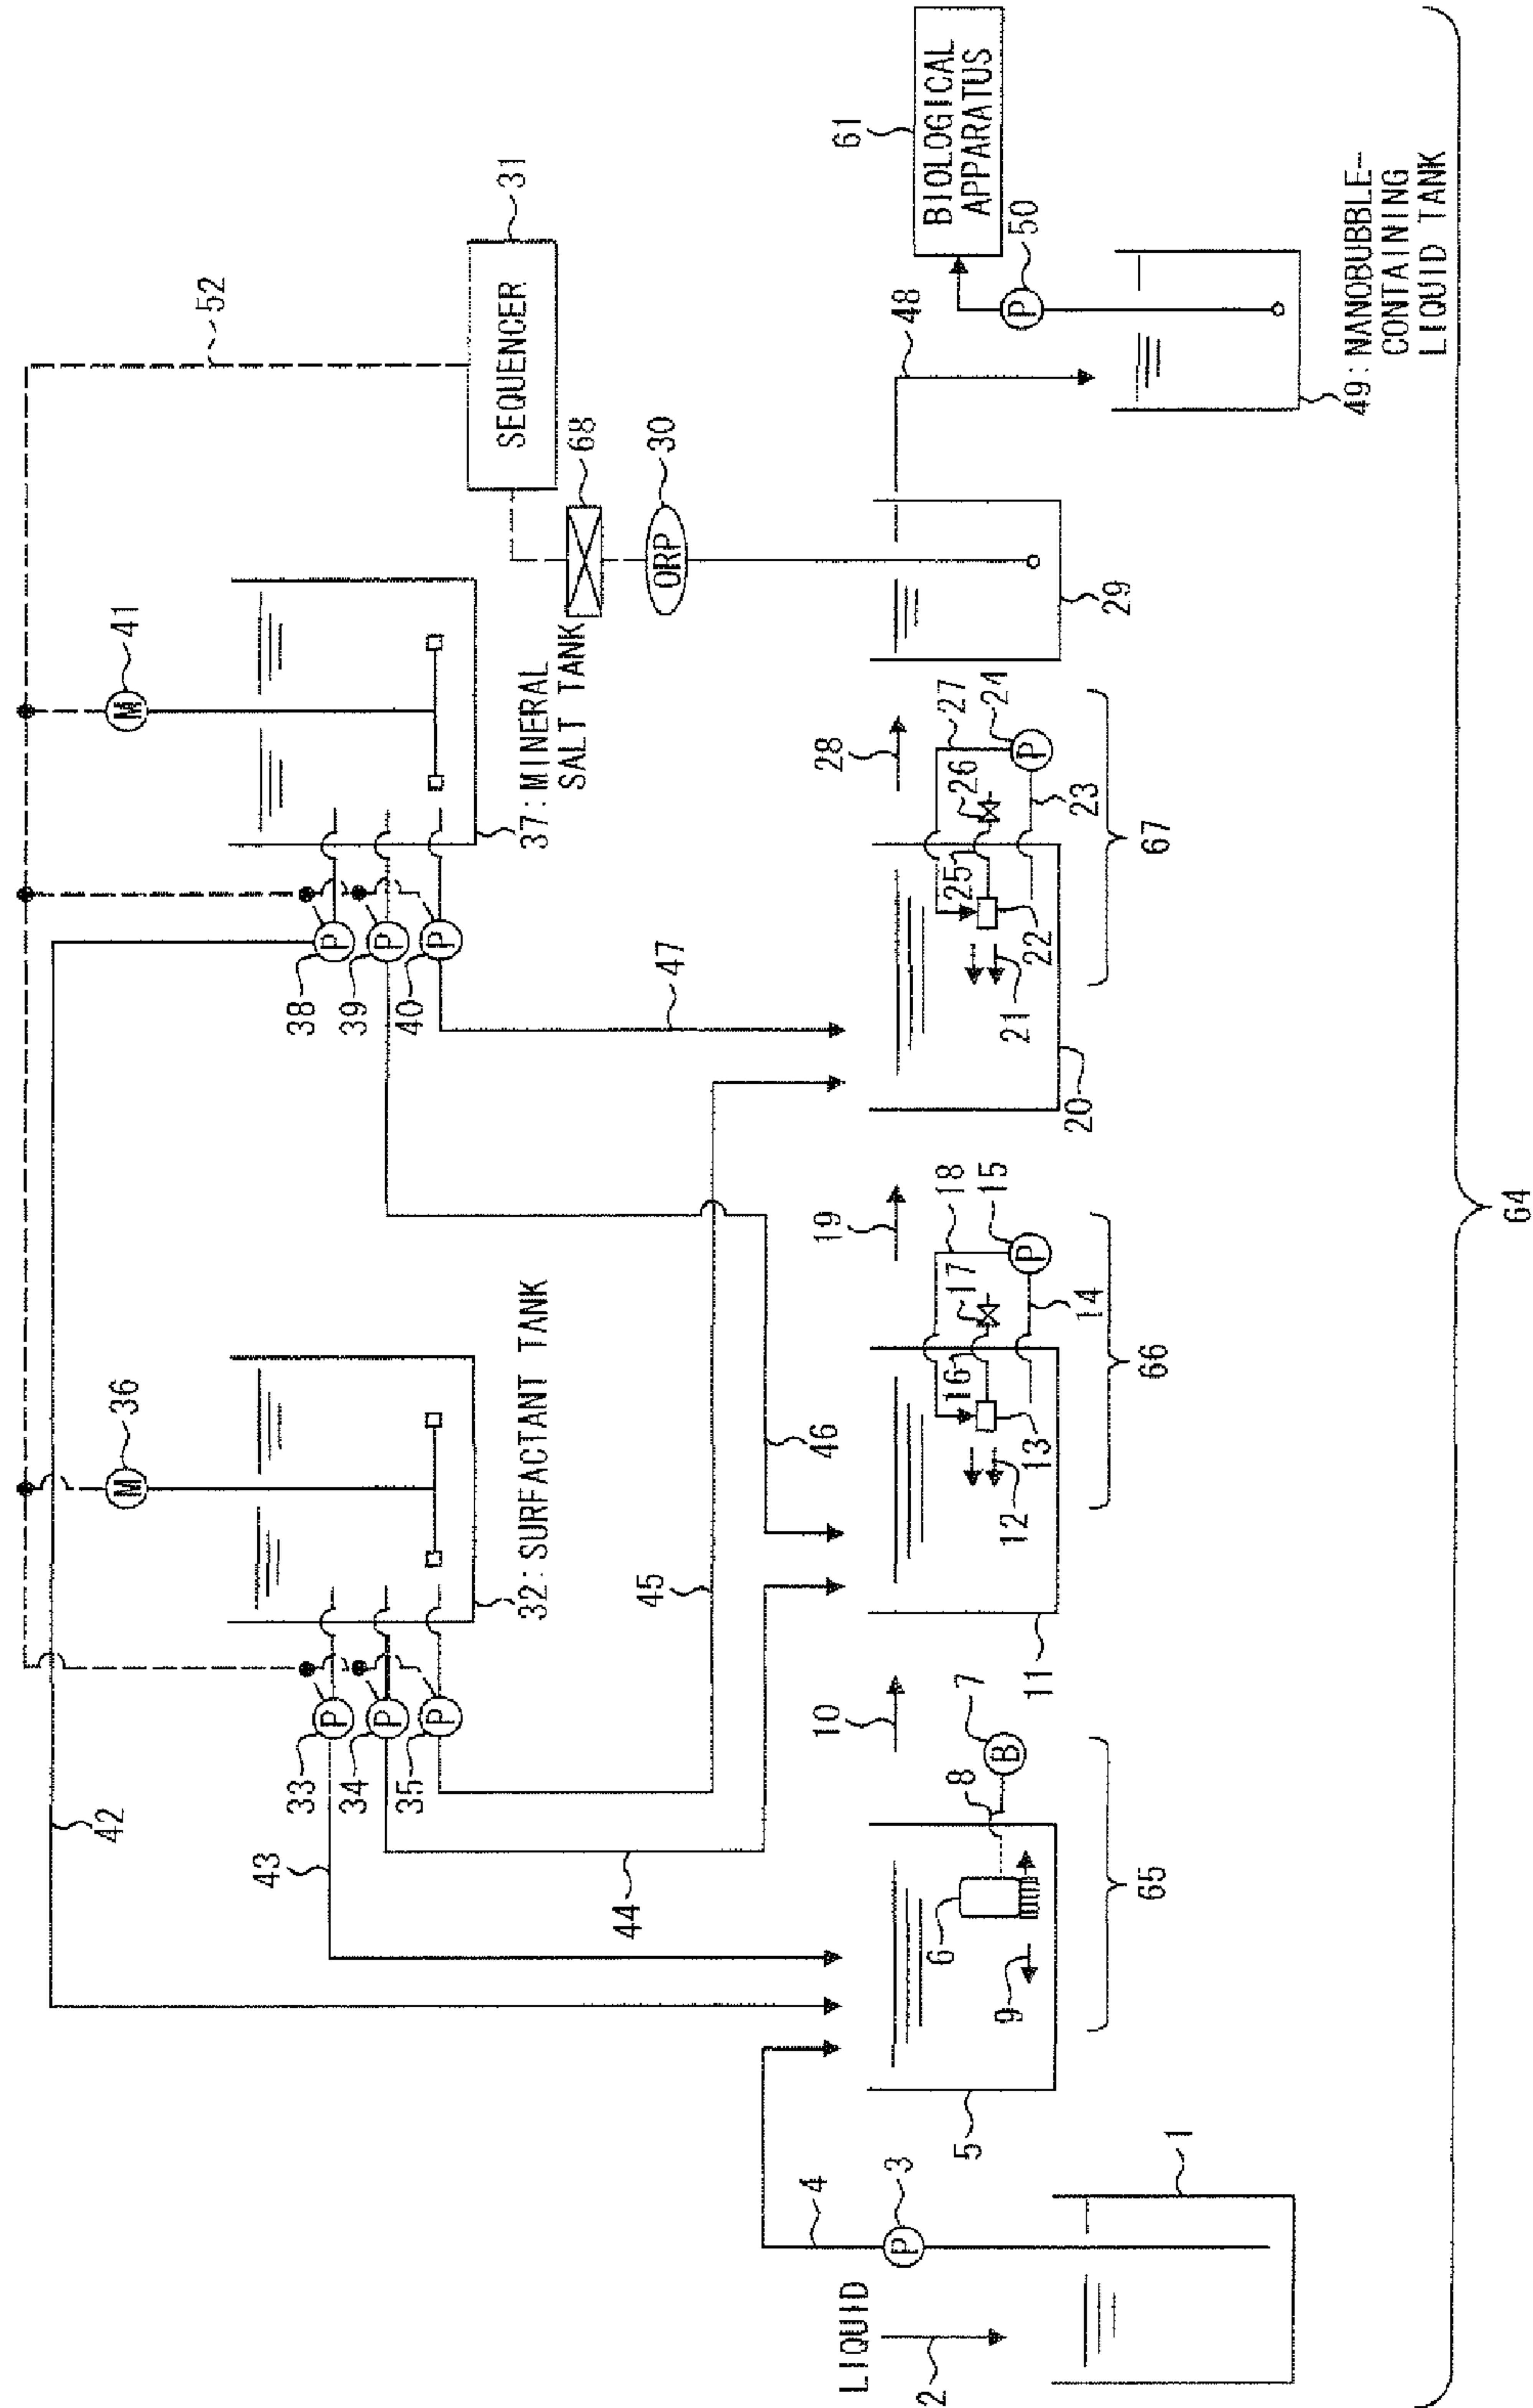 52
31
SEQUENCER
41
M
36
M
42
68
30
ORP
61
BIOLOGICAL
APPARATUS
38
P
39
P
40
P
37:MINERAL
SALT TANK
33
P
34
P
35
P
32:SURFACTANT TANK
43
44
45
46
47
48
50
P
LIQUID
2
4
3
P
1
5
6
9
8
7
B
10
65
11
12
13
16
17
18
15
P
14
19
66
20
21
22
25
26
27
24
P
23
28
67
29
49:NANOBUBBLE-
CONTAINING
LIQUID TANK
64